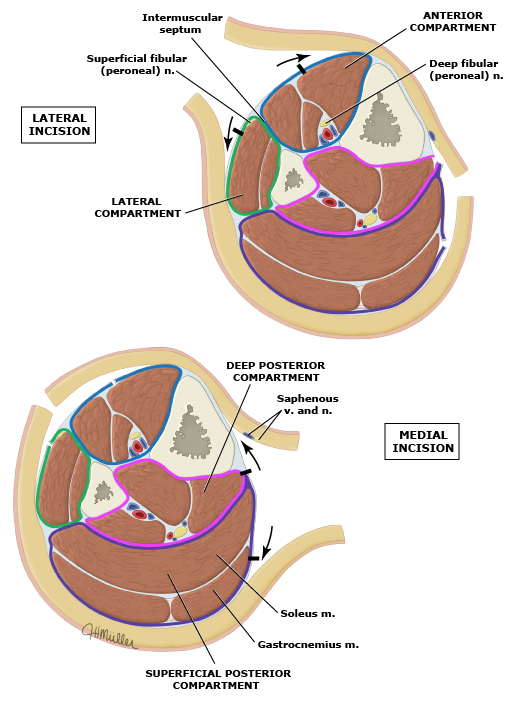 Intermuscular
septum
ANTERIOR
COMPARTMENT
Superficial fibular
(peroneal) n.
Deep fibular
(peroneal) n.
LATERAL
INCISION
LATERAL
COMPARTMENT
DEEP POSTERIOR
COMPARTMENT
Saphenous
v. and n.
MEDIAL
INCISION
Soleus m.
JHMüller
Gastrocnemius m.
SUPERFICIAL POSTERIOR
COMPARTMENT